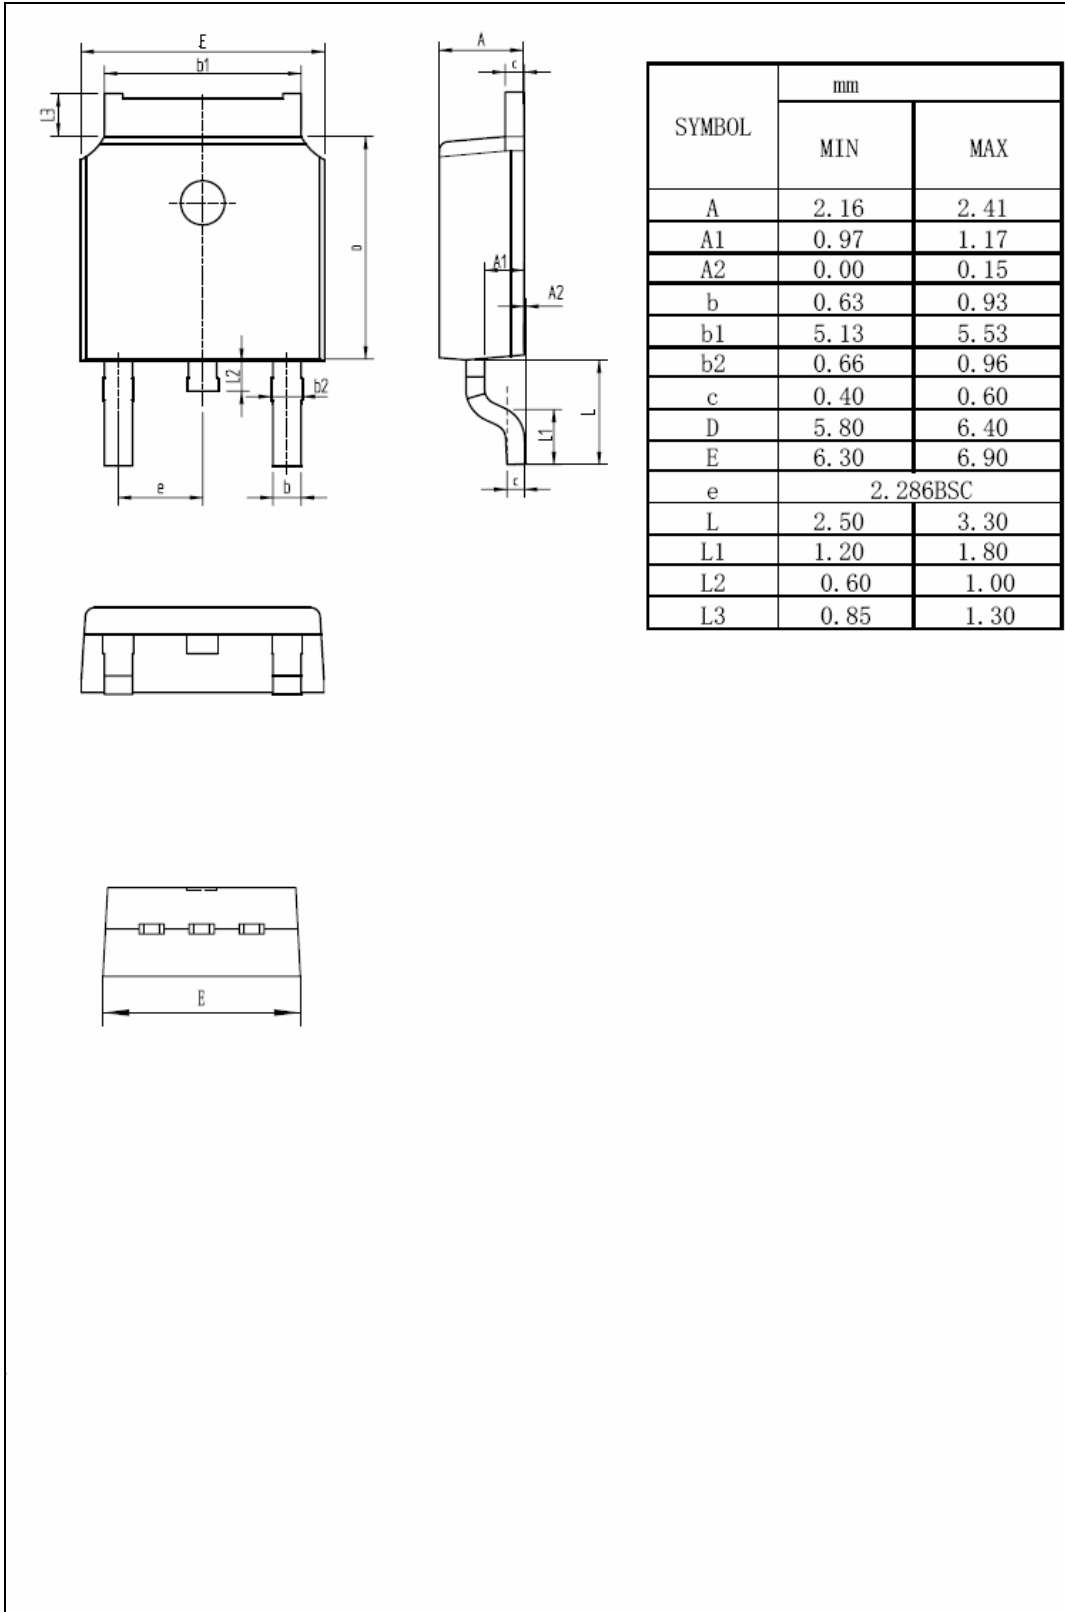 E
b1
L3
D
L2
b2
e
b
A
c
A1
A2
L
L1
c
E
mm
SYMBOL
MIN MAX
A 2.16 2.41
A1 0.97 1.17
A2 0.00 0.15
b 0.63 0.93
b1 5.13 5.53
b2 0.66 0.96
c 0.40 0.60
D 5.80 6.40
E 6.30 6.90
e 2.286BSC
L 2.50 3.30
L1 1.20 1.80
L2 0.60 1.00
L3 0.85 1.30